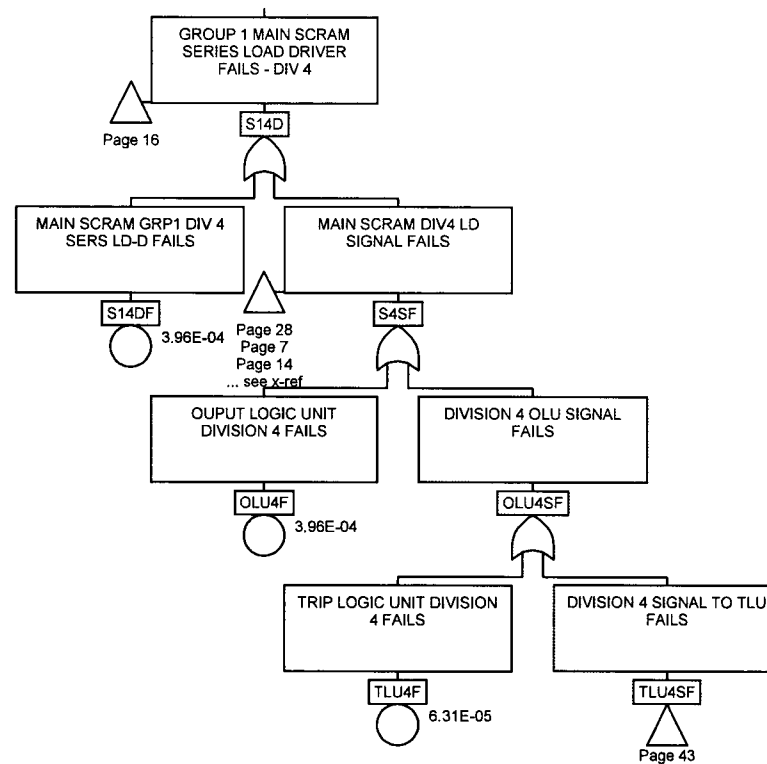 GROUP 1 MAIN SCRAM
SERIES LOAD DRIVER
FAILS - DIV 4
Page 16
S14D
MAIN SCRAM GRP1 DIV 4
SERS LD-D FAILS
MAIN SCRAM DIV4 LD
SIGNAL FAILS
S14DF
3.96E-04
S4SF
Page 28
Page 7
Page 14
... see x-ref
OUPUT LOGIC UNIT
DIVISION 4 FAILS
DIVISION 4 OLU SIGNAL
FAILS
OLU4F
3.96E-04
OLU4SF
TRIP LOGIC UNIT DIVISION
4 FAILS
DIVISION 4 SIGNAL TO TLU
FAILS
TLU4F
6.31E-05
TLU4SF
Page 43